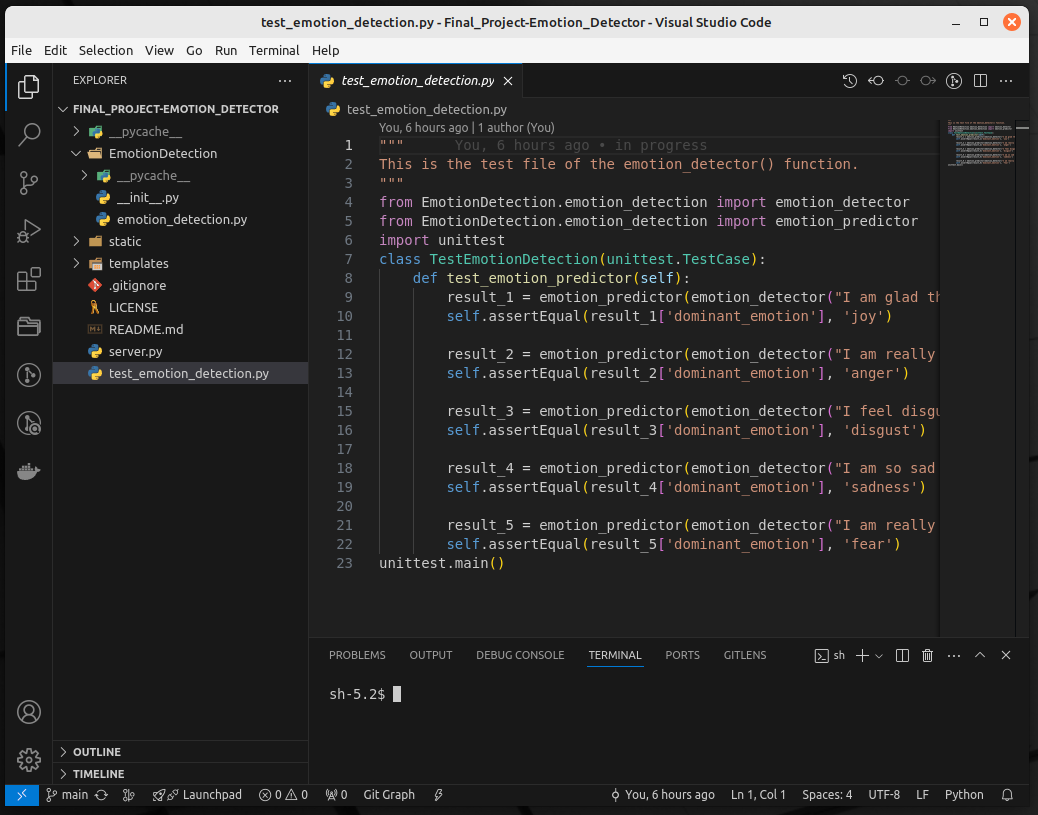 test_emotion_detection.py - Final_Project-Emotion_Detector - Visual Studio Code
File Edit Selection View Go Run Terminal Help
EXPLORER
FINAL_PROJECT-EMOTION_DETECTOR
__pycache__
EmotionDetection
__pycache__
__init__.py
emotion_detection.py
static
templates
.gitignore
LICENSE
README.md
server.py
test_emotion_detection.py
OUTLINE
TIMELINE
test_emotion_detection.py
test_emotion_detection.py
You, 6 hours ago | 1 author (You)
1 """ You, 6 hours ago • in progress
2 This is the test file of the emotion_detector() function.
3 """
4 from EmotionDetection.emotion_detection import emotion_detector
5 from EmotionDetection.emotion_detection import emotion_predictor
6 import unittest
7 class TestEmotionDetection(unittest.TestCase):
8 def test_emotion_predictor(self):
9 result_1 = emotion_predictor(emotion_detector("I am glad th
10 self.assertEqual(result_1['dominant_emotion'], 'joy')
11
12 result_2 = emotion_predictor(emotion_detector("I am really
13 self.assertEqual(result_2['dominant_emotion'], 'anger')
14
15 result_3 = emotion_predictor(emotion_detector("I feel disgu
16 self.assertEqual(result_3['dominant_emotion'], 'disgust')
17
18 result_4 = emotion_predictor(emotion_detector("I am so sad
19 self.assertEqual(result_4['dominant_emotion'], 'sadness')
20
21 result_5 = emotion_predictor(emotion_detector("I am really
22 self.assertEqual(result_5['dominant_emotion'], 'fear')
23 unittest.main()
PROBLEMS OUTPUT DEBUG CONSOLE TERMINAL PORTS GITLENS sh
sh-5.2$
main Launchpad 0 0 0 Git Graph You, 6 hours ago Ln 1, Col 1 Spaces: 4 UTF-8 LF Python